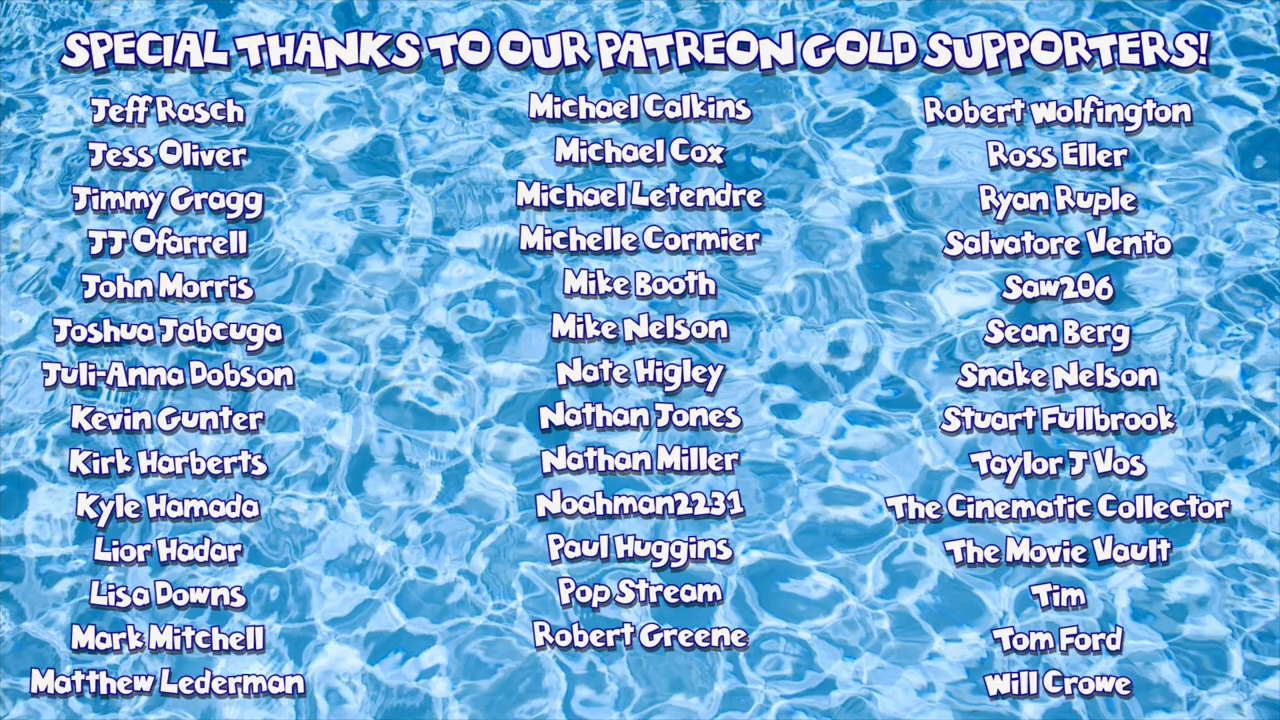 SPECIAL THANKS TO OUR PATREON GOLD SUPPORTERS!
Jeff Rasch
Jess Oliver
Jimmy Gragg
JJ Ofarrell
John Morris
Joshua Jabcuga
Juli-Anna Dobson
Kevin Gunter
Kirk Harberts
Kyle Hamada
Lior Hadar
Lisa Downs
Mark Mitchell
Matthew Lederman
Michael Calkins
Michael Cox
Michael Letendre
Michelle Cormier
Mike Booth
Mike Nelson
Nate Higley
Nathan Jones
Nathan Miller
Noahman2231
Paul Huggins
Pop Stream
Robert Greene
Robert Wolfington
Ross Eller
Ryan Ruple
Salvatore Vento
Saw206
Sean Berg
Snake Nelson
Stuart Fullbrook
Taylor J Vos
The Cinematic Collector
The Movie Vault
Tim
Tom Ford
Will Crowe